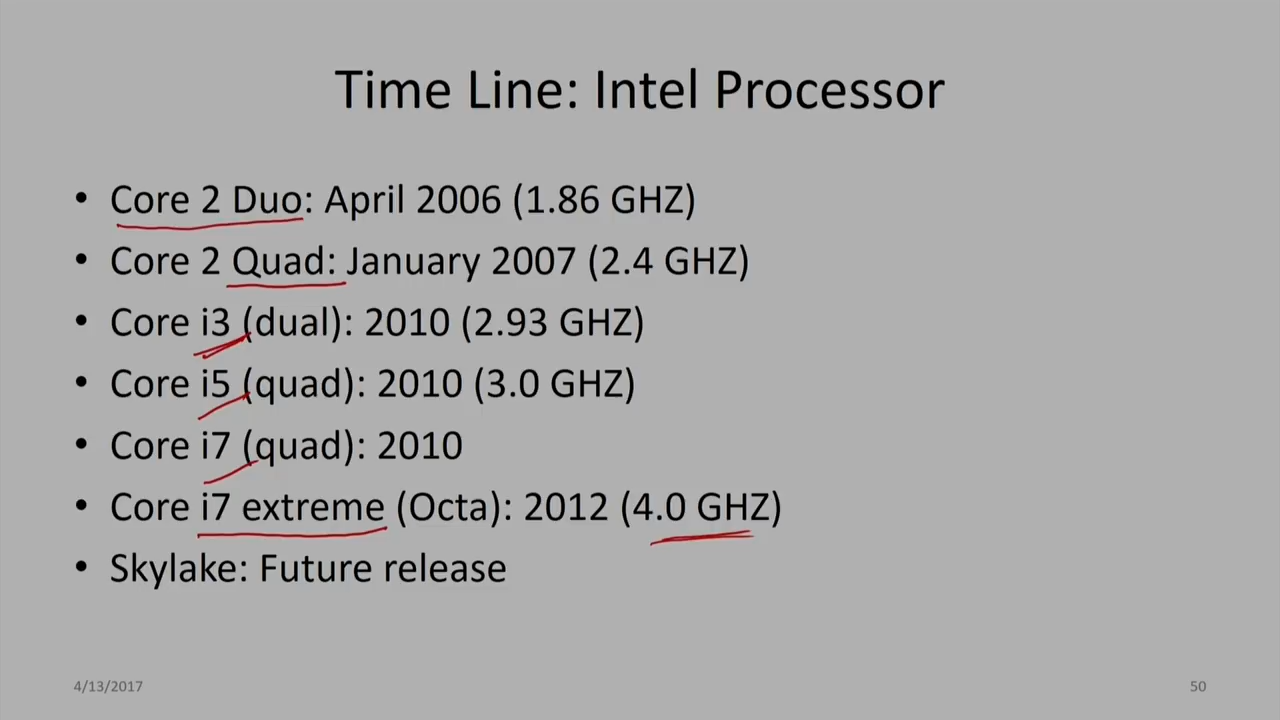 Time Line: Intel Processor
• Core 2 Duo: April 2006 (1.86 GHZ)
• Core 2 Quad: January 2007 (2.4 GHZ)
• Core i3 (dual): 2010 (2.93 GHZ)
• Core i5 (quad): 2010 (3.0 GHZ)
• Core i7 (quad): 2010
• Core i7 extreme (Octa): 2012 (4.0 GHZ)
• Skylake: Future release
4/13/2017
50